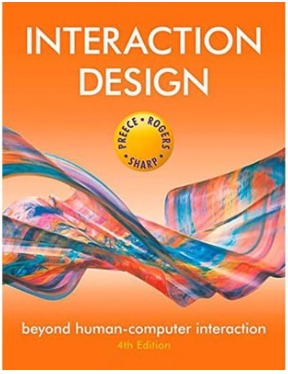 INTERACTION
DESIGN
PREECE • ROGERS
• SHARP •
beyond human-computer interaction
4th Edition